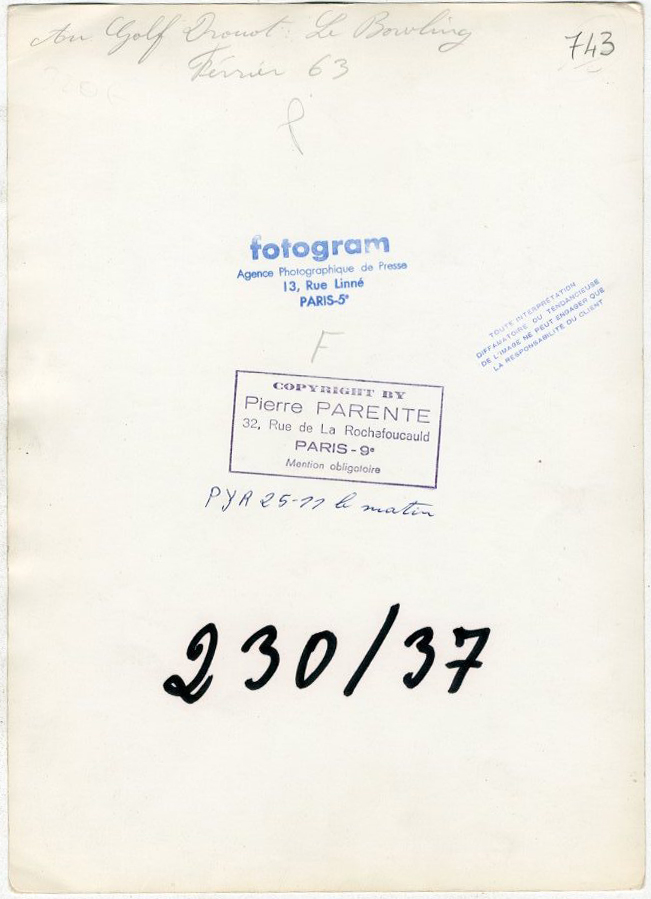 Au Golf Drouot : Le Bowling
743
Février 63
fotogram
Agence Photographique de Presse
13, Rue Linné
PARIS-5e
TOUTE INTERPRÉTATION
DIFFAMATOIRE OU TENDANCIEUSE
DE L'IMAGE NE PEUT ENGAGER QUE
LA RESPONSABILITE DU CLIENT
F
COPYRIGHT BY
Pierre PARENTE
32, Rue de La Rochefoucauld
PARIS-9e
Mention obligatoire
PYR 25-11 le matin
230/37